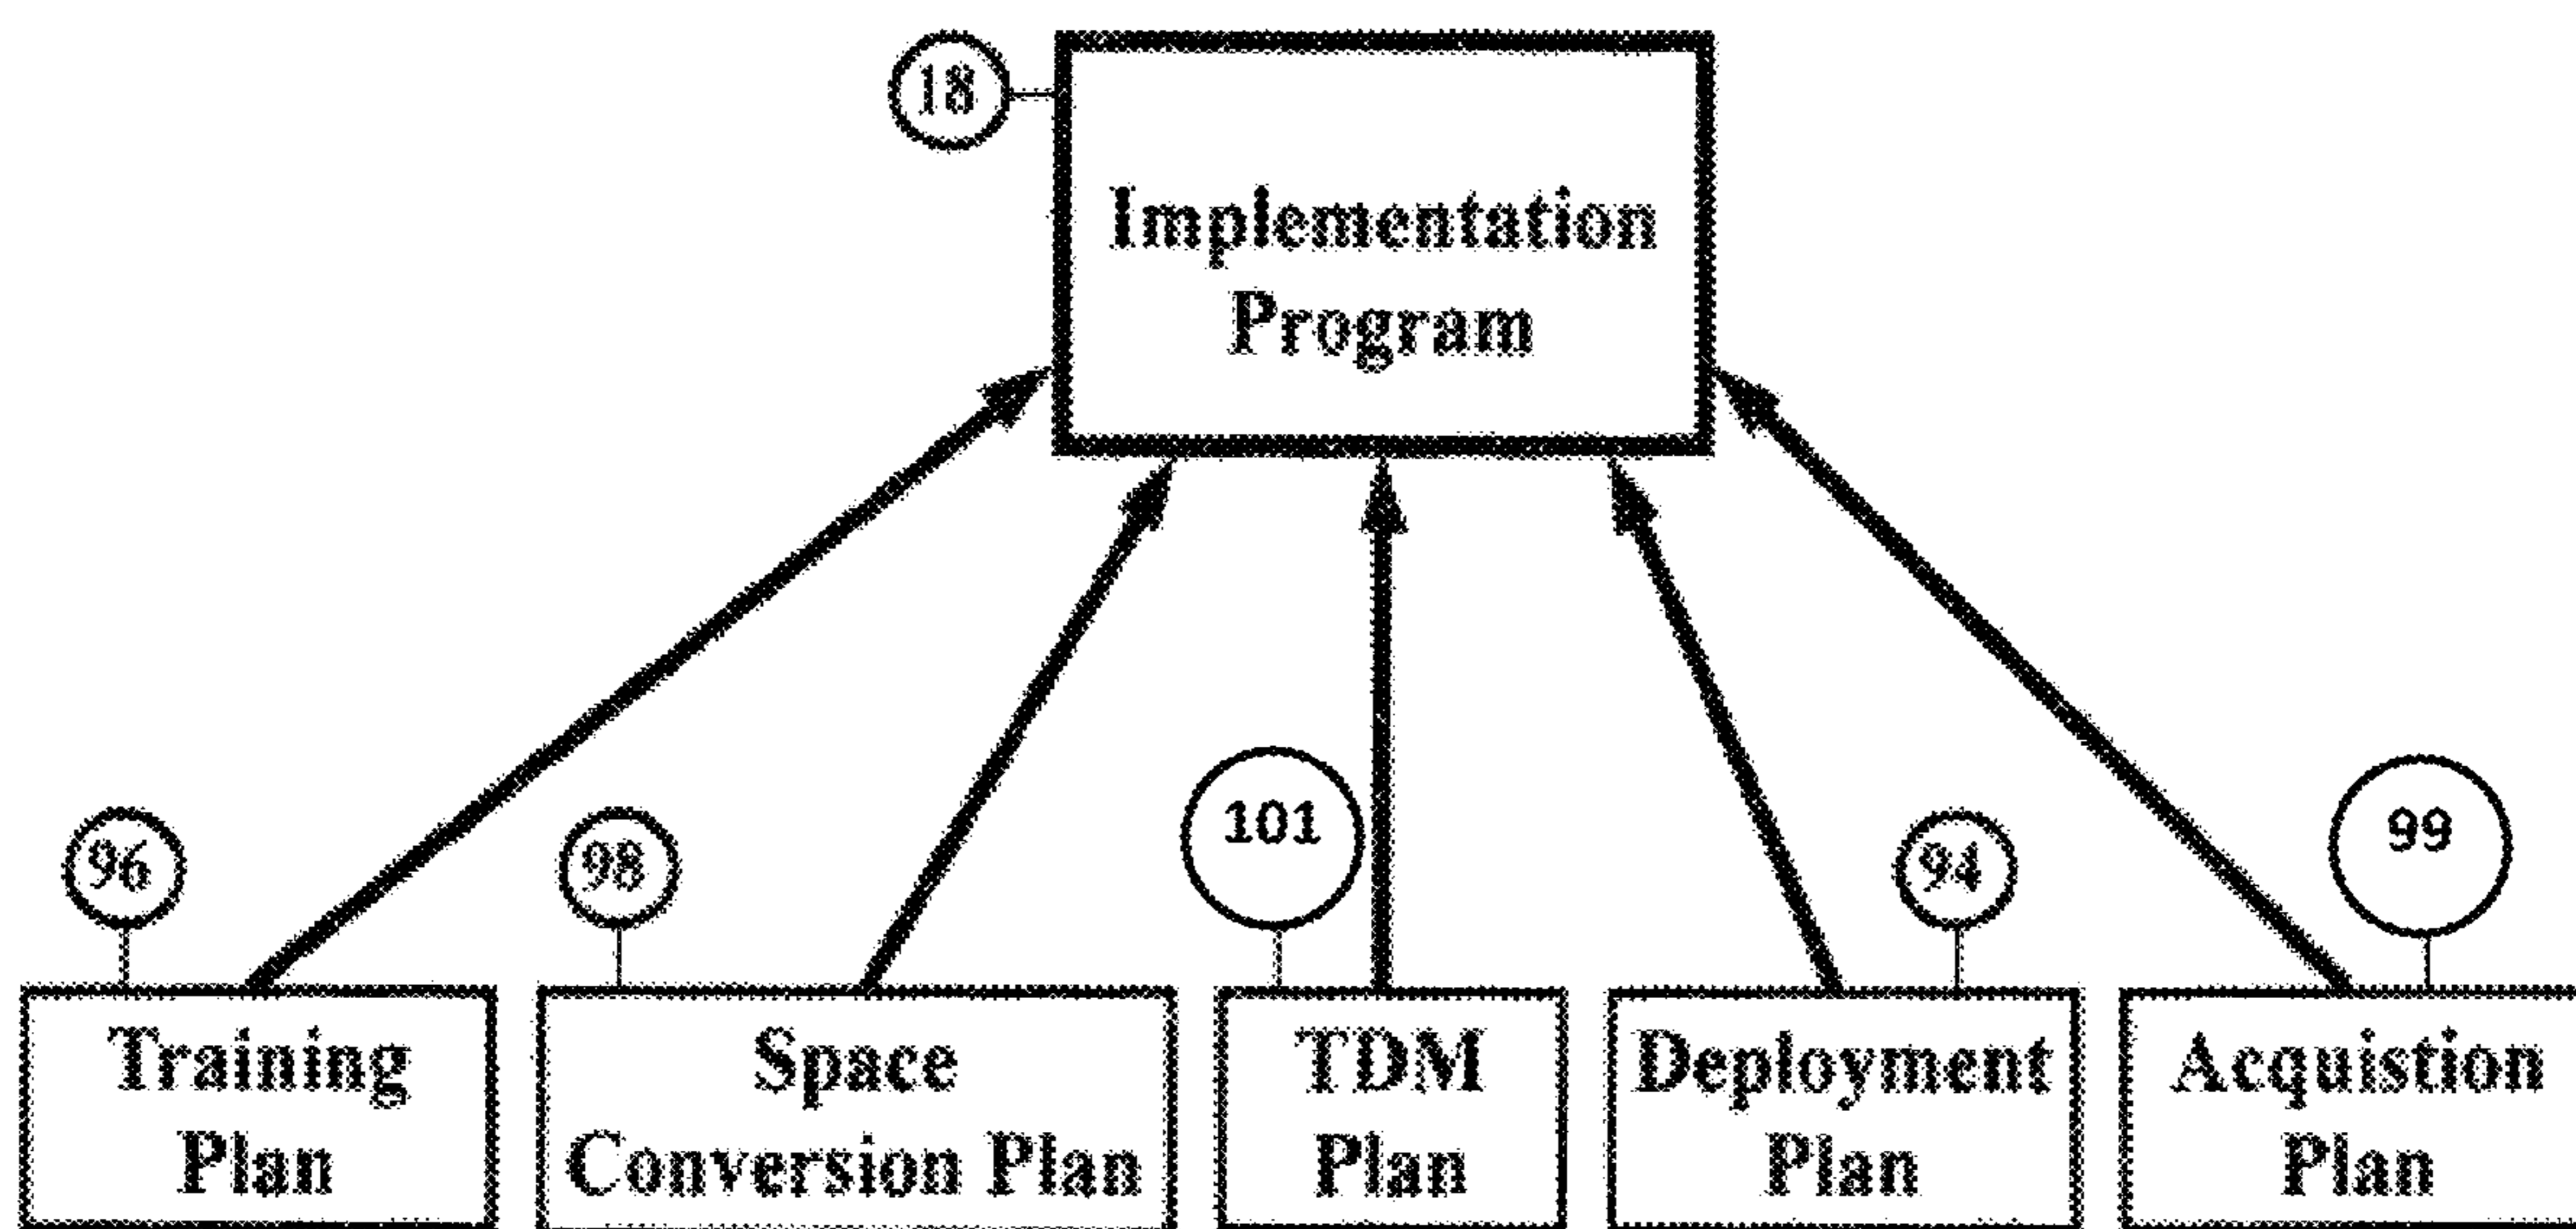 18
Implementation
Program
96
98
101
94
99
Training
Plan
Space
Conversion Plan
TDM
Plan
Deployment
Plan
Acquistion
Plan